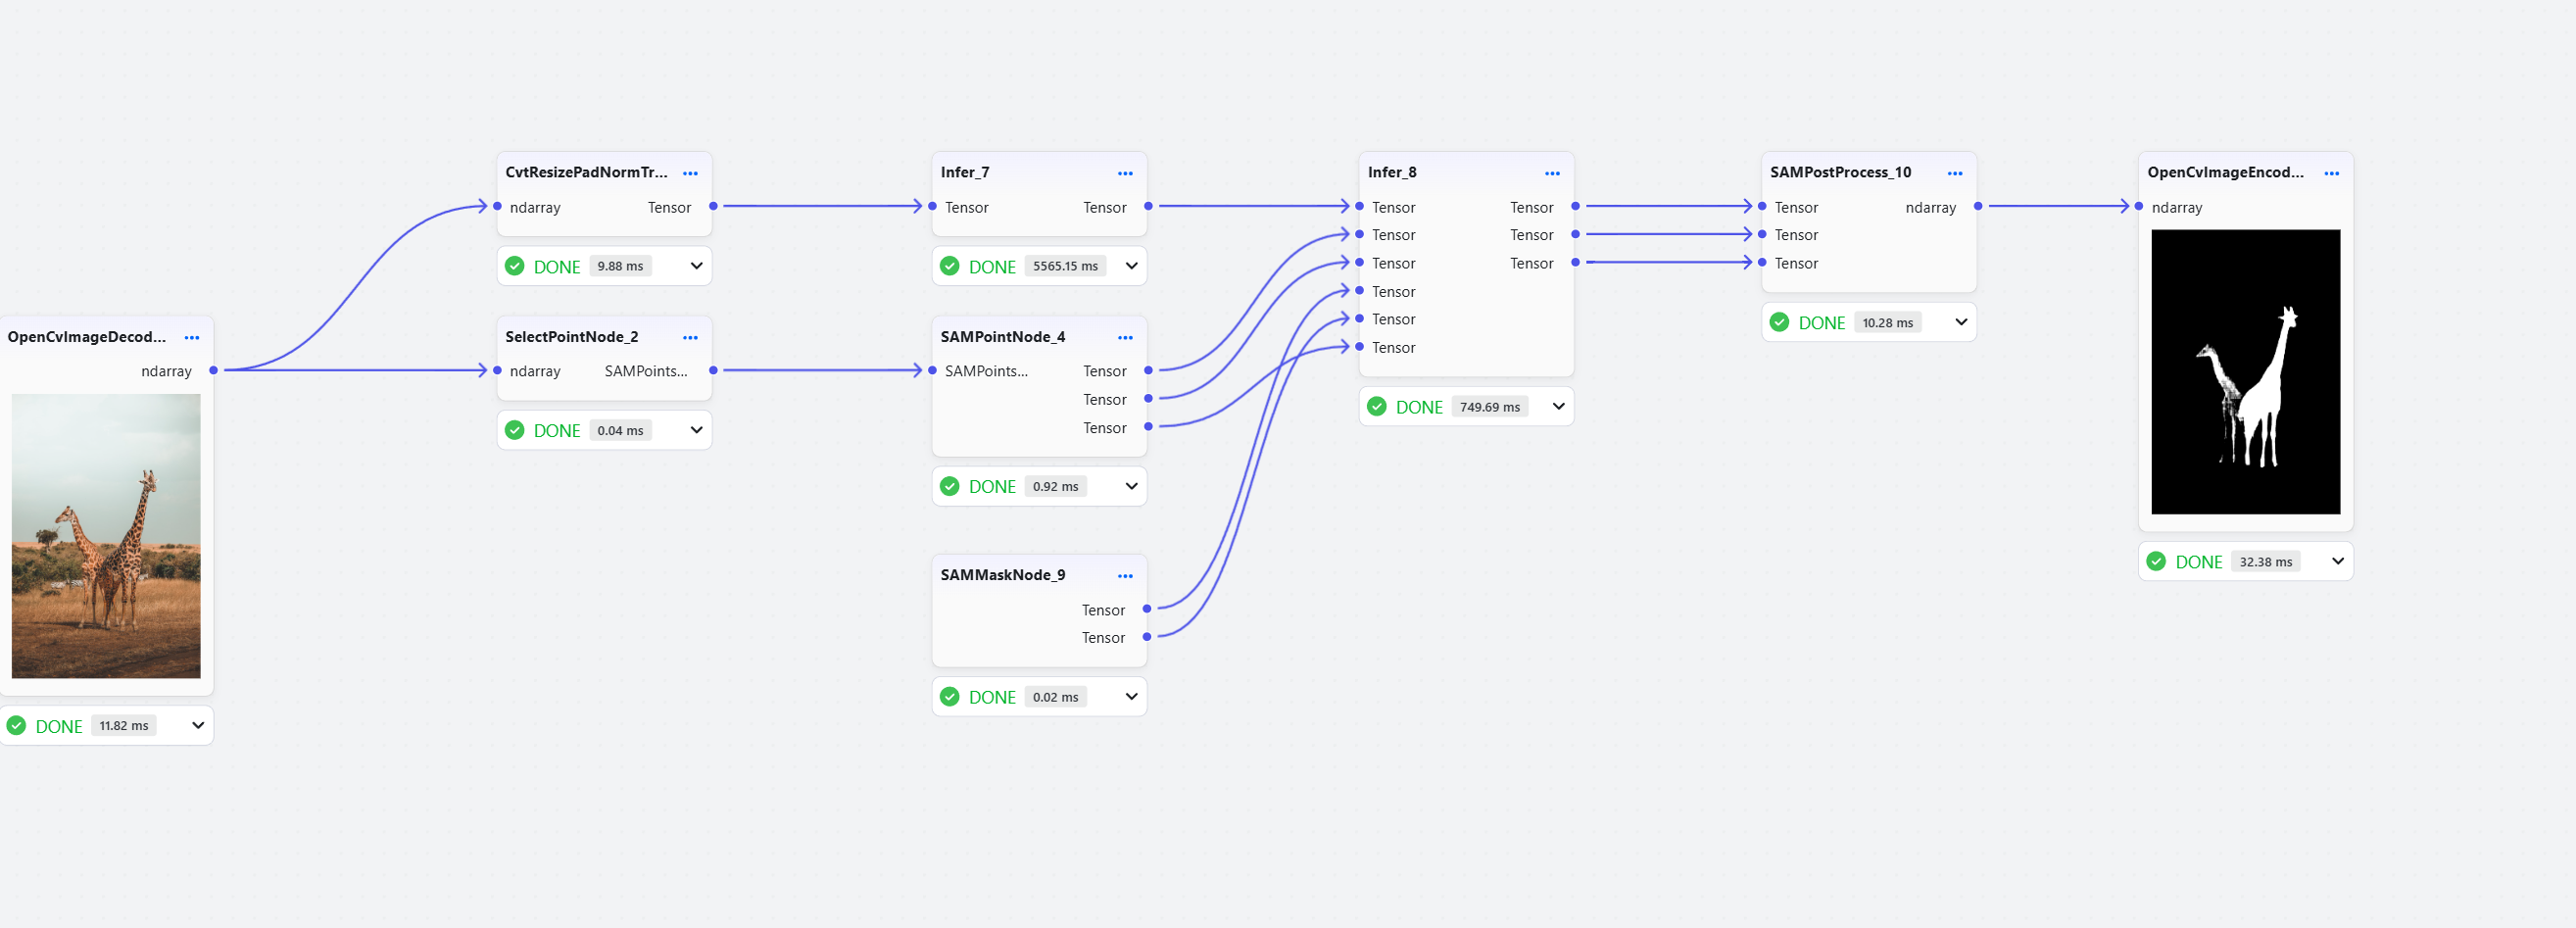 OpenCvImageDecod...
ndarray
DONE 11.82 ms
CvtResizePadNormTr...
ndarray Tensor
DONE 9.88 ms
SelectPointNode_2
ndarray SAMPoints...
DONE 0.04 ms
Infer_7
Tensor Tensor
DONE 5565.15 ms
SAMPointNode_4
SAMPoints... Tensor
Tensor
Tensor
DONE 0.92 ms
SAMMaskNode_9
Tensor
Tensor
DONE 0.02 ms
Infer_8
Tensor Tensor
Tensor Tensor
Tensor Tensor
Tensor
Tensor
Tensor
DONE 749.69 ms
SAMPostProcess_10
Tensor ndarray
Tensor
Tensor
DONE 10.28 ms
OpenCvImageEncod...
ndarray
DONE 32.38 ms